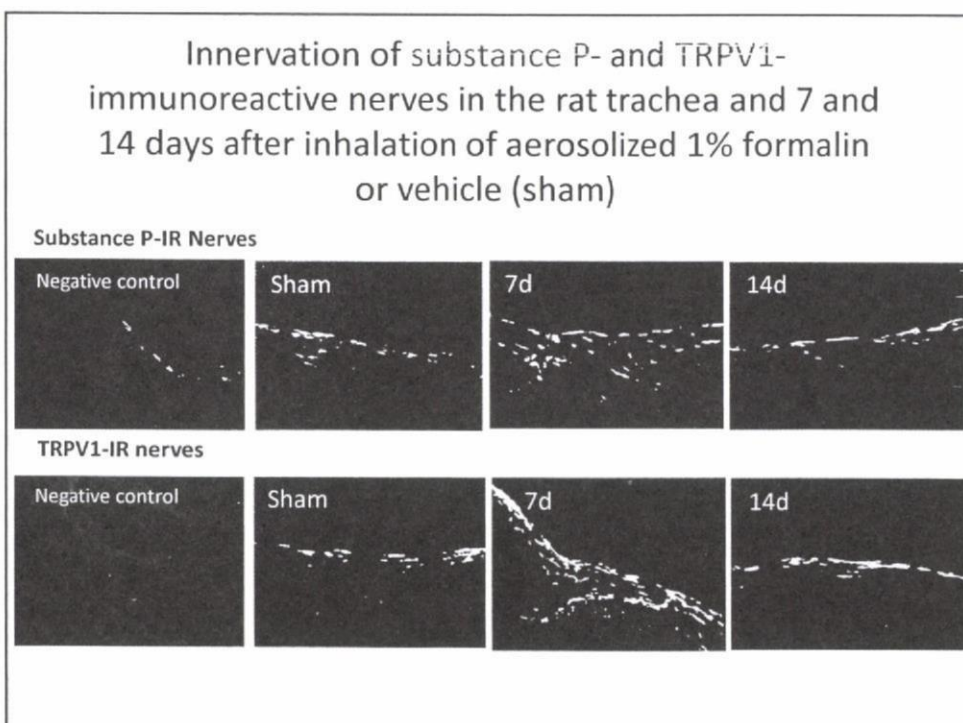 Innervation of substance P- and TRPV1-
immunoreactive nerves in the rat trachea and 7 and
14 days after inhalation of aerosolized 1% formalin
or vehicle (sham)
Substance P-IR Nerves
Negative control
Sham
7d
14d
TRPV1-IR nerves
Negative control
Sham
7d
14d